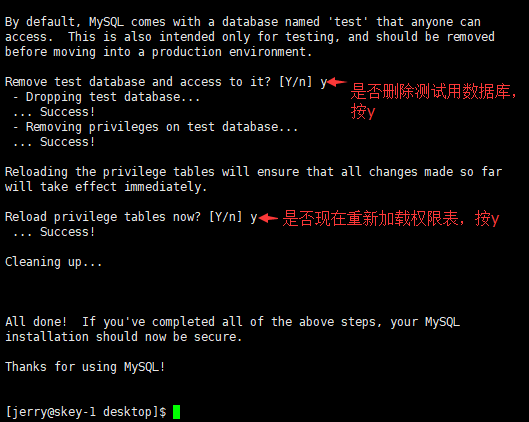 By default, MySQL comes with a database named 'test' that anyone can
access.  This is also intended only for testing, and should be removed
before moving into a production environment.
Remove test database and access to it? [Y/n] y
是否删除测试用数据库，
按y
 - Dropping test database...
 ... Success!
 - Removing privileges on test database...
 ... Success!
Reloading the privilege tables will ensure that all changes made so far
will take effect immediately.
Reload privilege tables now? [Y/n] y
是否现在重新加载权限表，按y
 ... Success!
Cleaning up...
All done!  If you've completed all of the above steps, your MySQL
installation should now be secure.
Thanks for using MySQL!
[jerry@skey-1 desktop]$